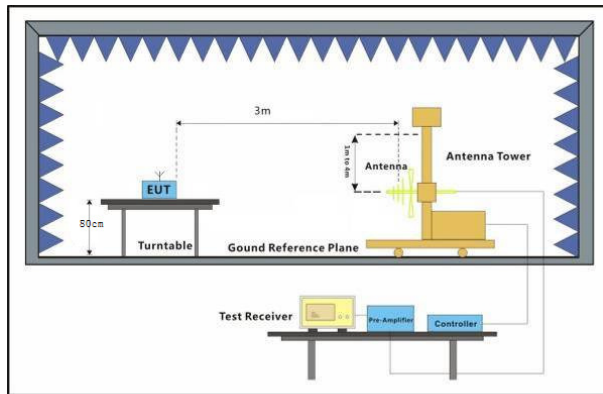 3m
1m to 4m
Antenna
Antenna Tower
EUT
80cm
Turntable
Gound Reference Plane
Test Receiver
Pre-Amplifier
Controller